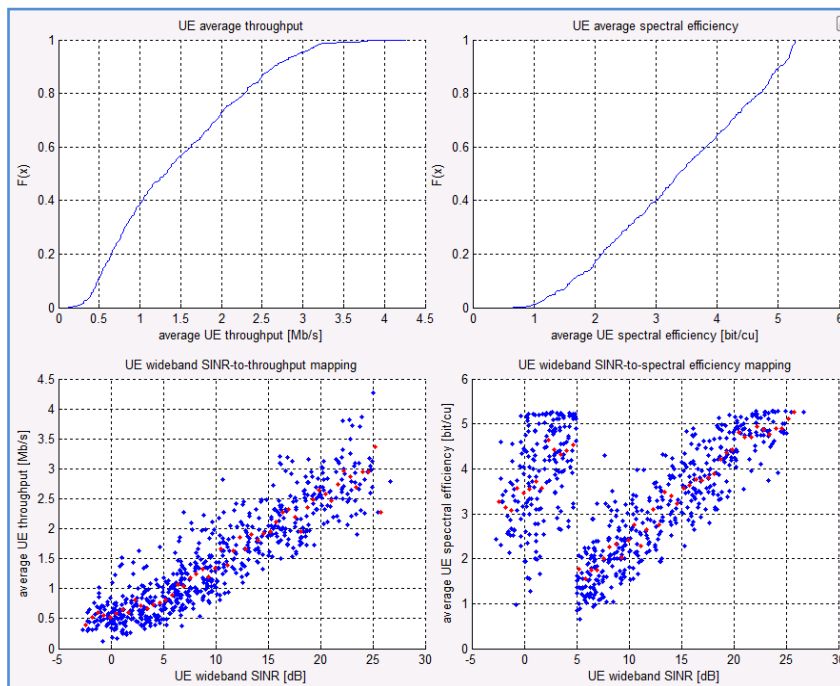 UE average throughput
1
0.8
0.6
0.4
0.2
0
F(x)
0 0.5 1 1.5 2 2.5 3 3.5 4 4.5
average UE throughput [Mb/s]
UE average spectral efficiency
1
0.8
0.6
0.4
0.2
0
F(x)
0 1 2 3 4 5 6
average UE spectral efficiency [bit/cu]
UE wideband SINR-to-throughput mapping
4.5
4
3.5
3
2.5
2
1.5
1
0.5
0
average UE throughput [Mb/s]
-5 0 5 10 15 20 25 30
UE wideband SINR [dB]
UE wideband SINR-to-spectral efficiency mapping
6
5
4
3
2
1
0
average UE spectral efficiency [bit/cu]
-5 0 5 10 15 20 25 30
UE wideband SINR [dB]